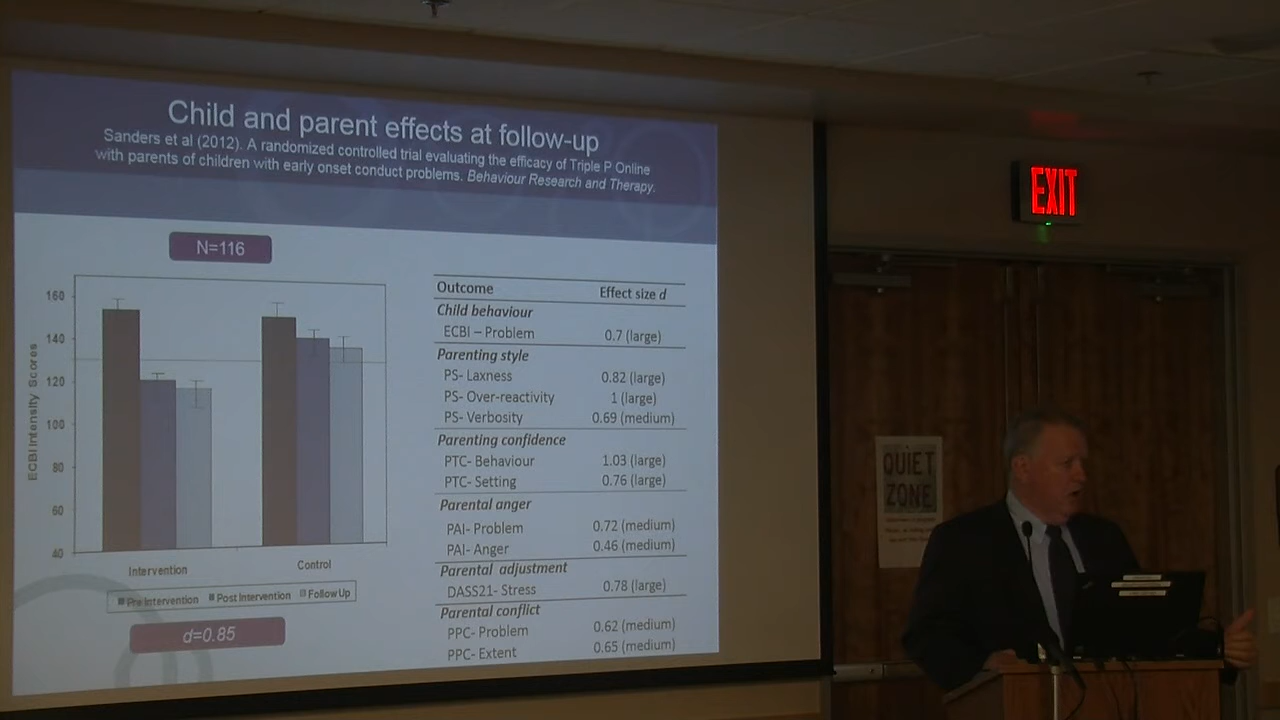 Child and parent effects at follow-up
Sanders et al (2012). A randomized controlled trial evaluating the efficacy of Triple P Online
with parents of children with early onset conduct problems. Behaviour Research and Therapy.
N=116
ECBI Intensity Scores
160
140
120
100
80
60
40
Intervention Control
Pre Intervention Post Intervention Follow Up
d=0.85
Outcome Effect size d
Child behaviour
ECBI – Problem 0.7 (large)
Parenting style
PS- Laxness 0.82 (large)
PS- Over-reactivity 1 (large)
PS- Verbosity 0.69 (medium)
Parenting confidence
PTC- Behaviour 1.03 (large)
PTC- Setting 0.76 (large)
Parental anger
PAI- Problem 0.72 (medium)
PAI- Anger 0.46 (medium)
Parental adjustment
DASS21- Stress 0.78 (large)
Parental conflict
PPC- Problem 0.62 (medium)
PPC- Extent 0.65 (medium)
EXIT
QUIET
ZONE